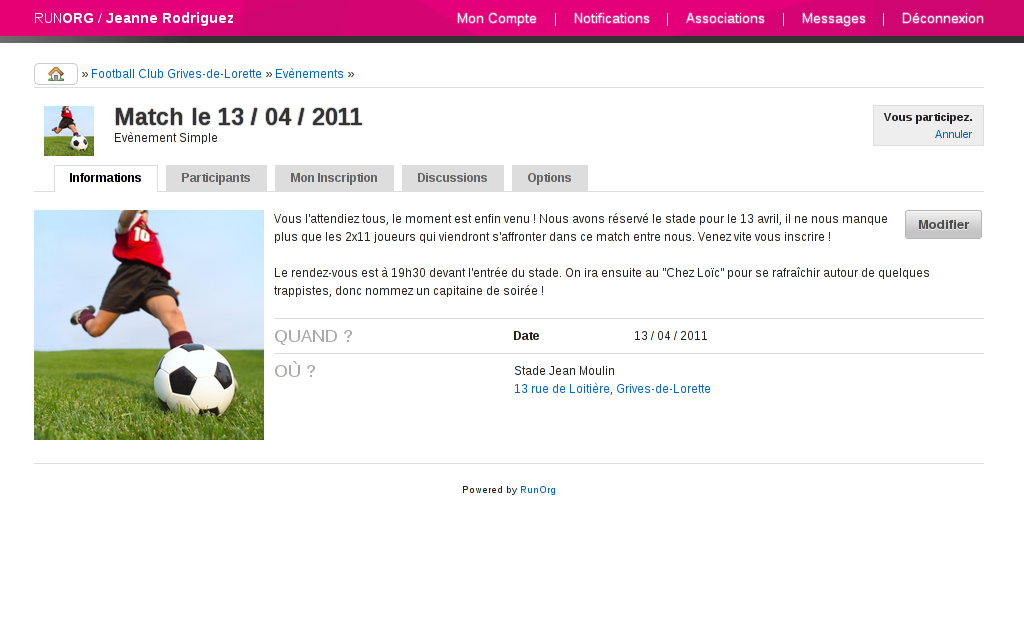 RUNORG / Jeanne Rodriguez
Mon Compte | Notifications | Associations | Messages | Déconnexion
» Football Club Grives-de-Lorette » Evènements »
Match le 13 / 04 / 2011
Evènement Simple
Vous participez.
Annuler
Informations Participants Mon Inscription Discussions Options
Vous l'attendiez tous, le moment est enfin venu ! Nous avons réservé le stade pour le 13 avril, il ne nous manque
plus que les 2x11 joueurs qui viendront s'affronter dans ce match entre nous. Venez vite vous inscrire !
Modifier
Le rendez-vous est à 19h30 devant l'entrée du stade. On ira ensuite au "Chez Loïc" pour se rafraîchir autour de quelques
trappistes, donc nommez un capitaine de soirée !
10
QUAND ? Date 13 / 04 / 2011
OÙ ? Stade Jean Moulin
13 rue de Loitière, Grives-de-Lorette
Powered by RunOrg